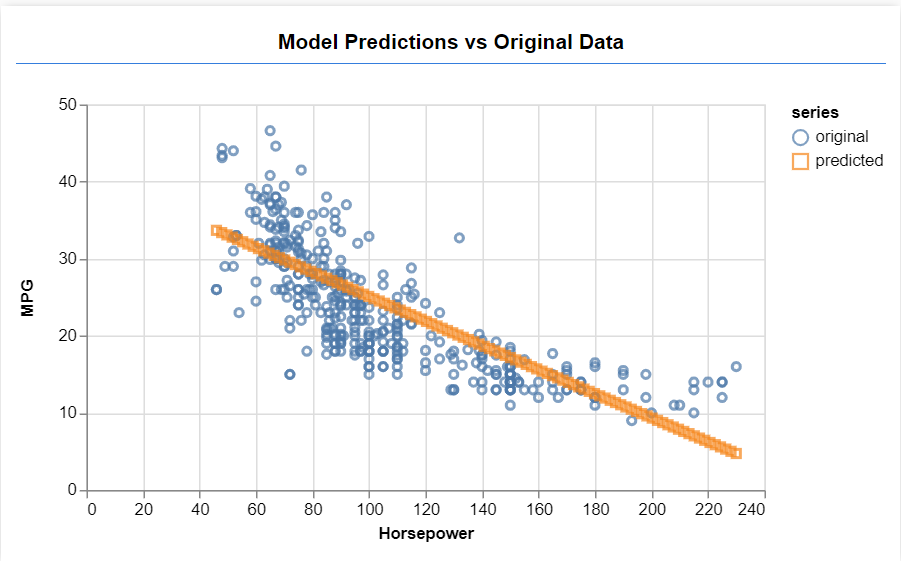 Model Predictions vs Original Data
50
40
30
20
10
0
MPG
0 20 40 60 80 100 120 140 160 180 200 220 240
Horsepower
series
original
predicted